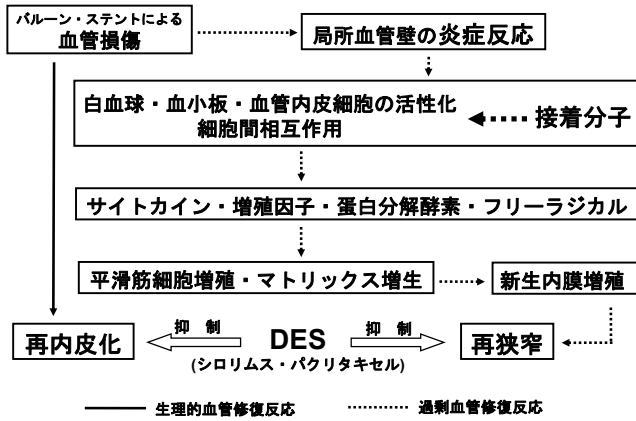 バルーン・ステントによる
血管損傷
局所血管壁の炎症反応
白血球・血小板・血管内皮細胞の活性化
細胞間相互作用
接着分子
サイトカイン・増殖因子・蛋白分解酵素・フリーラジカル
平滑筋細胞増殖・マトリックス増生
新生内膜増殖
再内皮化
抑 制
DES
抑 制
再狭窄
(シロリムス・パクリタキセル)
生理的血管修復反応
過剰血管修復反応